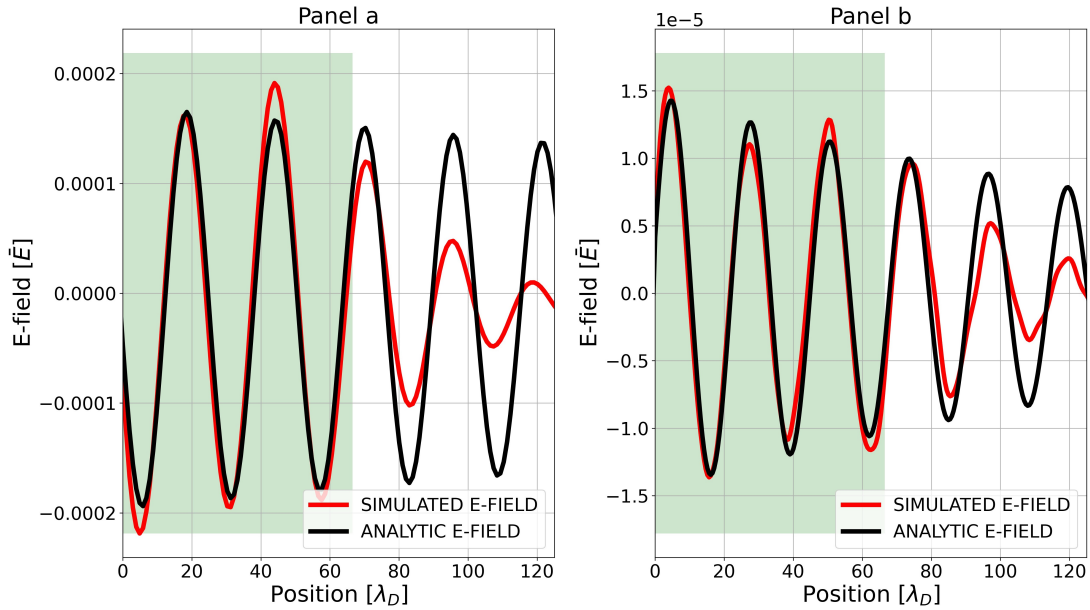 Panel a
0.0002
0.0001
0.0000
−0.0001
−0.0002
E-field [Ē]
0 20 40 60 80 100 120
Position [λ_D]
SIMULATED E-FIELD
ANALYTIC E-FIELD
Panel b
1e−5
1.5
1.0
0.5
0.0
−0.5
−1.0
−1.5
E-field [Ē]
0 20 40 60 80 100 120
Position [λ_D]
SIMULATED E-FIELD
ANALYTIC E-FIELD